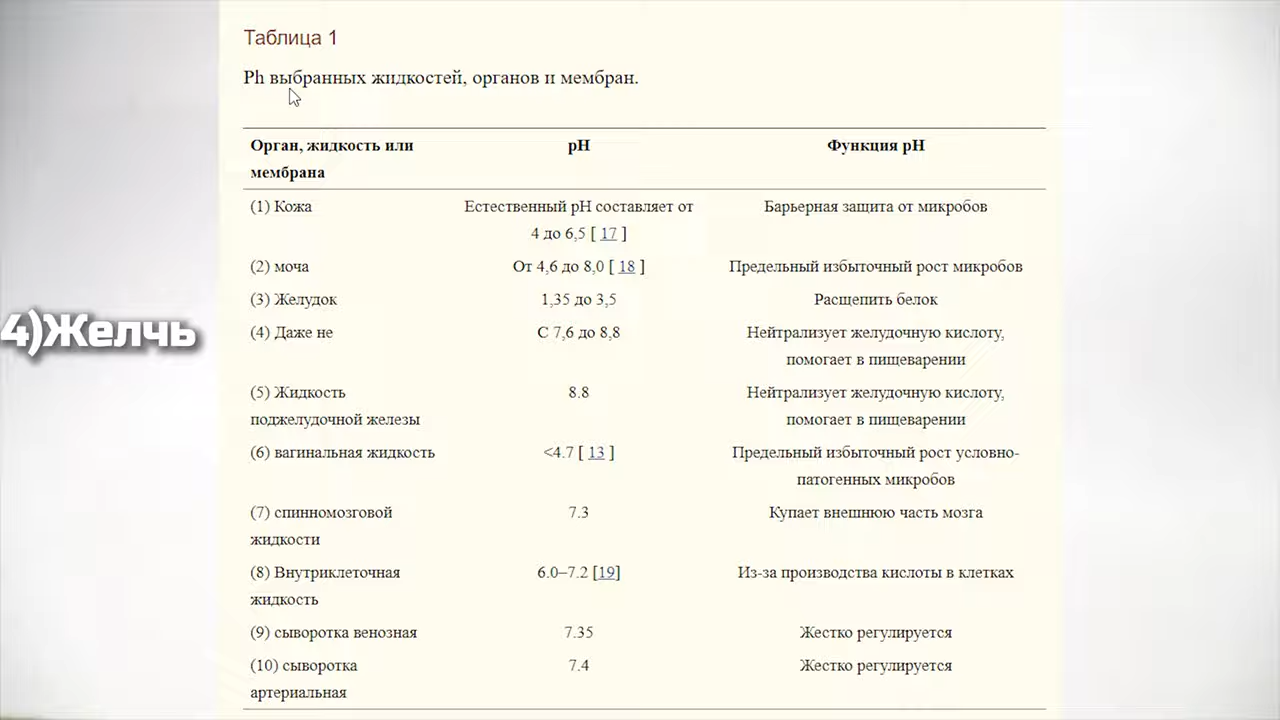 Таблица 1
Ph выбранных жидкостей, органов и мембран.
Орган, жидкость или мембрана pH Функция pH
(1) Кожа Естественный pH составляет от 4 до 6,5 [ 17 ] Барьерная защита от микробов
(2) моча От 4,6 до 8,0 [ 18 ] Предельный избыточный рост микробов
(3) Желудок 1,35 до 3,5 Расщепить белок
4)Желчь
(4) Даже не С 7,6 до 8,8 Нейтрализует желудочную кислоту, помогает в пищеварении
(5) Жидкость поджелудочной железы 8.8 Нейтрализует желудочную кислоту, помогает в пищеварении
(6) вагинальная жидкость <4.7 [ 13 ] Предельный избыточный рост условно-патогенных микробов
(7) спинномозговой жидкости 7.3 Купает внешнюю часть мозга
(8) Внутриклеточная жидкость 6.0–7.2 [19] Из-за производства кислоты в клетках
(9) сыворотка венозная 7.35 Жестко регулируется
(10) сыворотка артериальная 7.4 Жестко регулируется